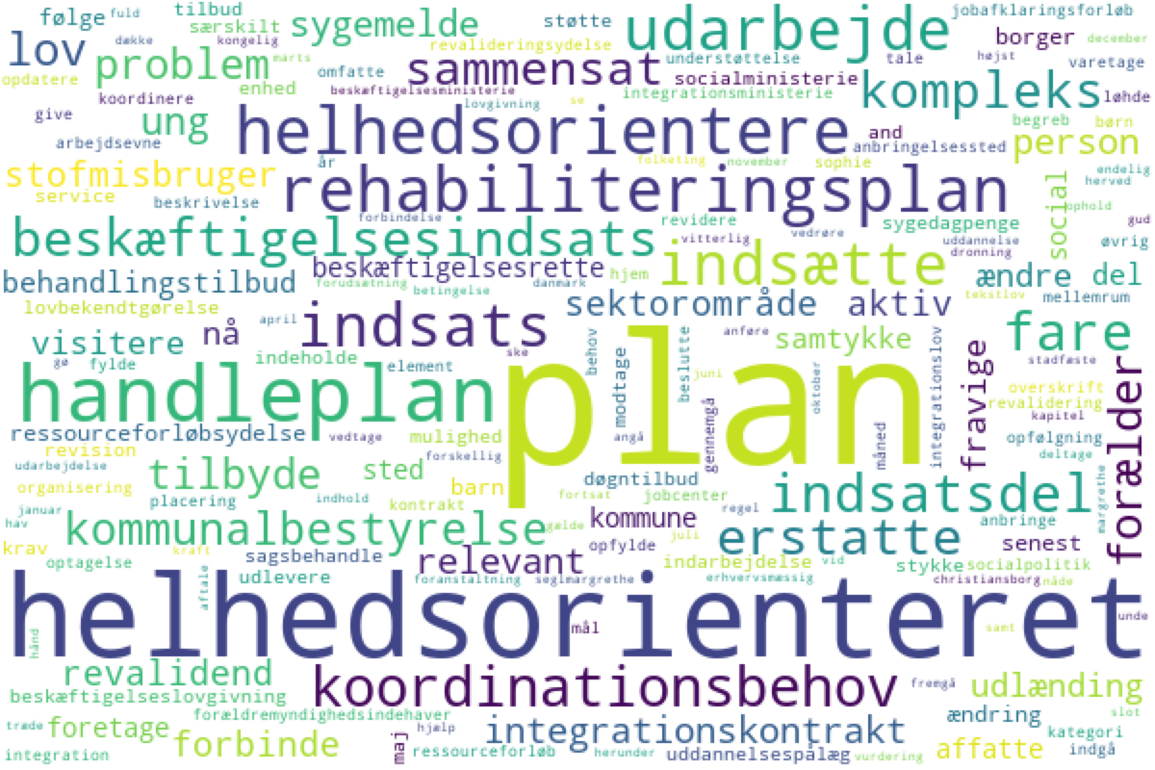 følge fuld tilbud særskilt sygemelde støtte udarbejde jobafklaringsforløb
lov dække kongelig revalideringsydelse understøttelse tale borger december
opdatere problem marts omfatte sammensat socialministerie højst varetage
koordinere enhed beskæftigelsesministerie integrationsministerie kompleks løhde
give ung lovgivning se begreb børn
arbejdsevne helhedsorientere and anbringelsessted person
stofmisbruger år folketing november sophie endelig
service beskrivelse rehabiliteringsplan social herved ophold
forbindelse revidere sygedagpenge gud
beskæftigelsesindsats vitterlig vedrøre uddannelse øvrig
behandlingstilbud beskæftigelsesrette hjem indsætte dronning ændre del
forudsætning betingelse danmark tekstlov mellemrum
lovbekendtgørelse nå april indsats sektorområde aktiv fare
visitere indeholde ske behov modtage beslutte anføre samtykke integrationslov stadfæste
gø fylde element juni oktober fravige overskrift forælder
handleplan plan revalidering kapitel
ressourceforløbsydelse vedtage mulighed angå gennemgå måned opfølgning
revision forskellig deltage
udarbejdelse tilbyde sted døgntilbud margrethe
organisering placering indhold kontrakt barn fortsat jobcenter indsatsdel
januar regel anbringe
hav kommunalbestyrelse gælde kommune erstatte senest
krav kraft sagsbehandle relevant opfylde juli
optagelse udlevere aftale foranstaltning seglmargrethe indarbejdelse erhvervsmæssig vid stykke socialpolitik christiansborg nåde
helhedsorienteret mål samt unde
hånd
revalidend koordinationsbehov fremgå udlænding
beskæftigelseslovgivning slot
træde foretage forældremyndighedsindehaver hjælp integrationskontrakt ændring kategori
integration forbinde maj ressourceforløb herunder uddannelsespålæg vurdering affatte indgå